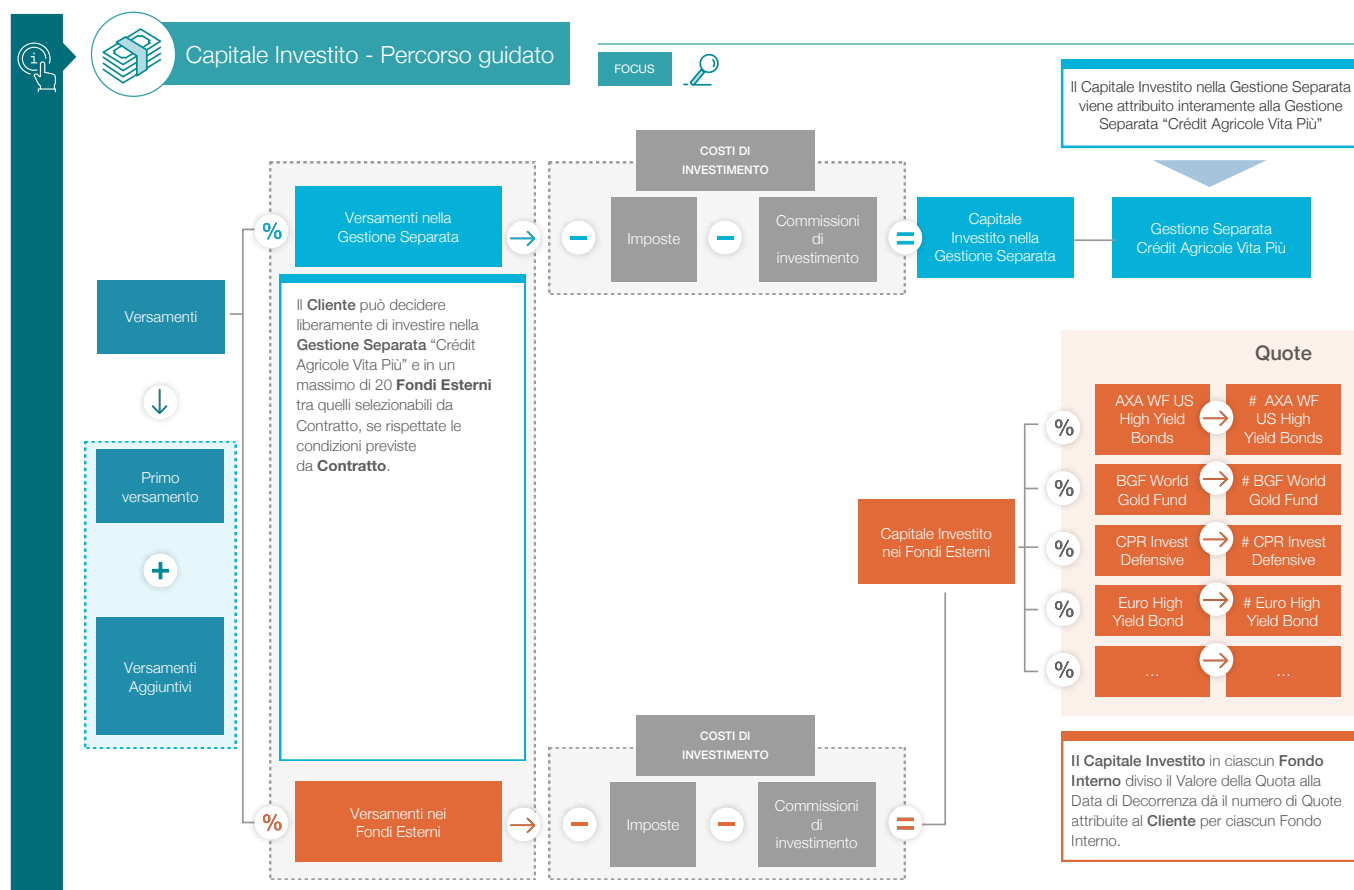 Capitale Investito - Percorso guidato
FOCUS
Il Capitale Investito nella Gestione Separata
viene attribuito interamente alla Gestione
Separata “Crédit Agricole Vita Più”
COSTI DI
INVESTIMENTO
%
Versamenti nella
Gestione Separata
Imposte
Commissioni
di
investimento
=
Capitale
Investito nella
Gestione Separata
Gestione Separata
Crédit Agricole Vita Più
Versamenti
Primo
versamento
+
Versamenti
Aggiuntivi
Il Cliente può decidere
liberamente di investire nella
Gestione Separata “Crédit
Agricole Vita Più” e in un
massimo di 20 Fondi Esterni
tra quelli selezionabili da
Contratto, se rispettate le
condizioni previste
da Contratto.
%
Versamenti nei
Fondi Esterni
COSTI DI
INVESTIMENTO
Imposte
Commissioni
di
investimento
=
Capitale Investito
nei Fondi Esterni
Quote
%
AXA WF US
High Yield
Bonds
# AXA WF
US High
Yield Bonds
%
BGF World
Gold Fund
# BGF World
Gold Fund
%
CPR Invest
Defensive
# CPR Invest
Defensive
%
Euro High
Yield Bond
# Euro High
Yield Bond
%
...
...
Il Capitale Investito in ciascun Fondo
Interno diviso il Valore della Quota alla
Data di Decorrenza dà il numero di Quote
attribuite al Cliente per ciascun Fondo
Interno.